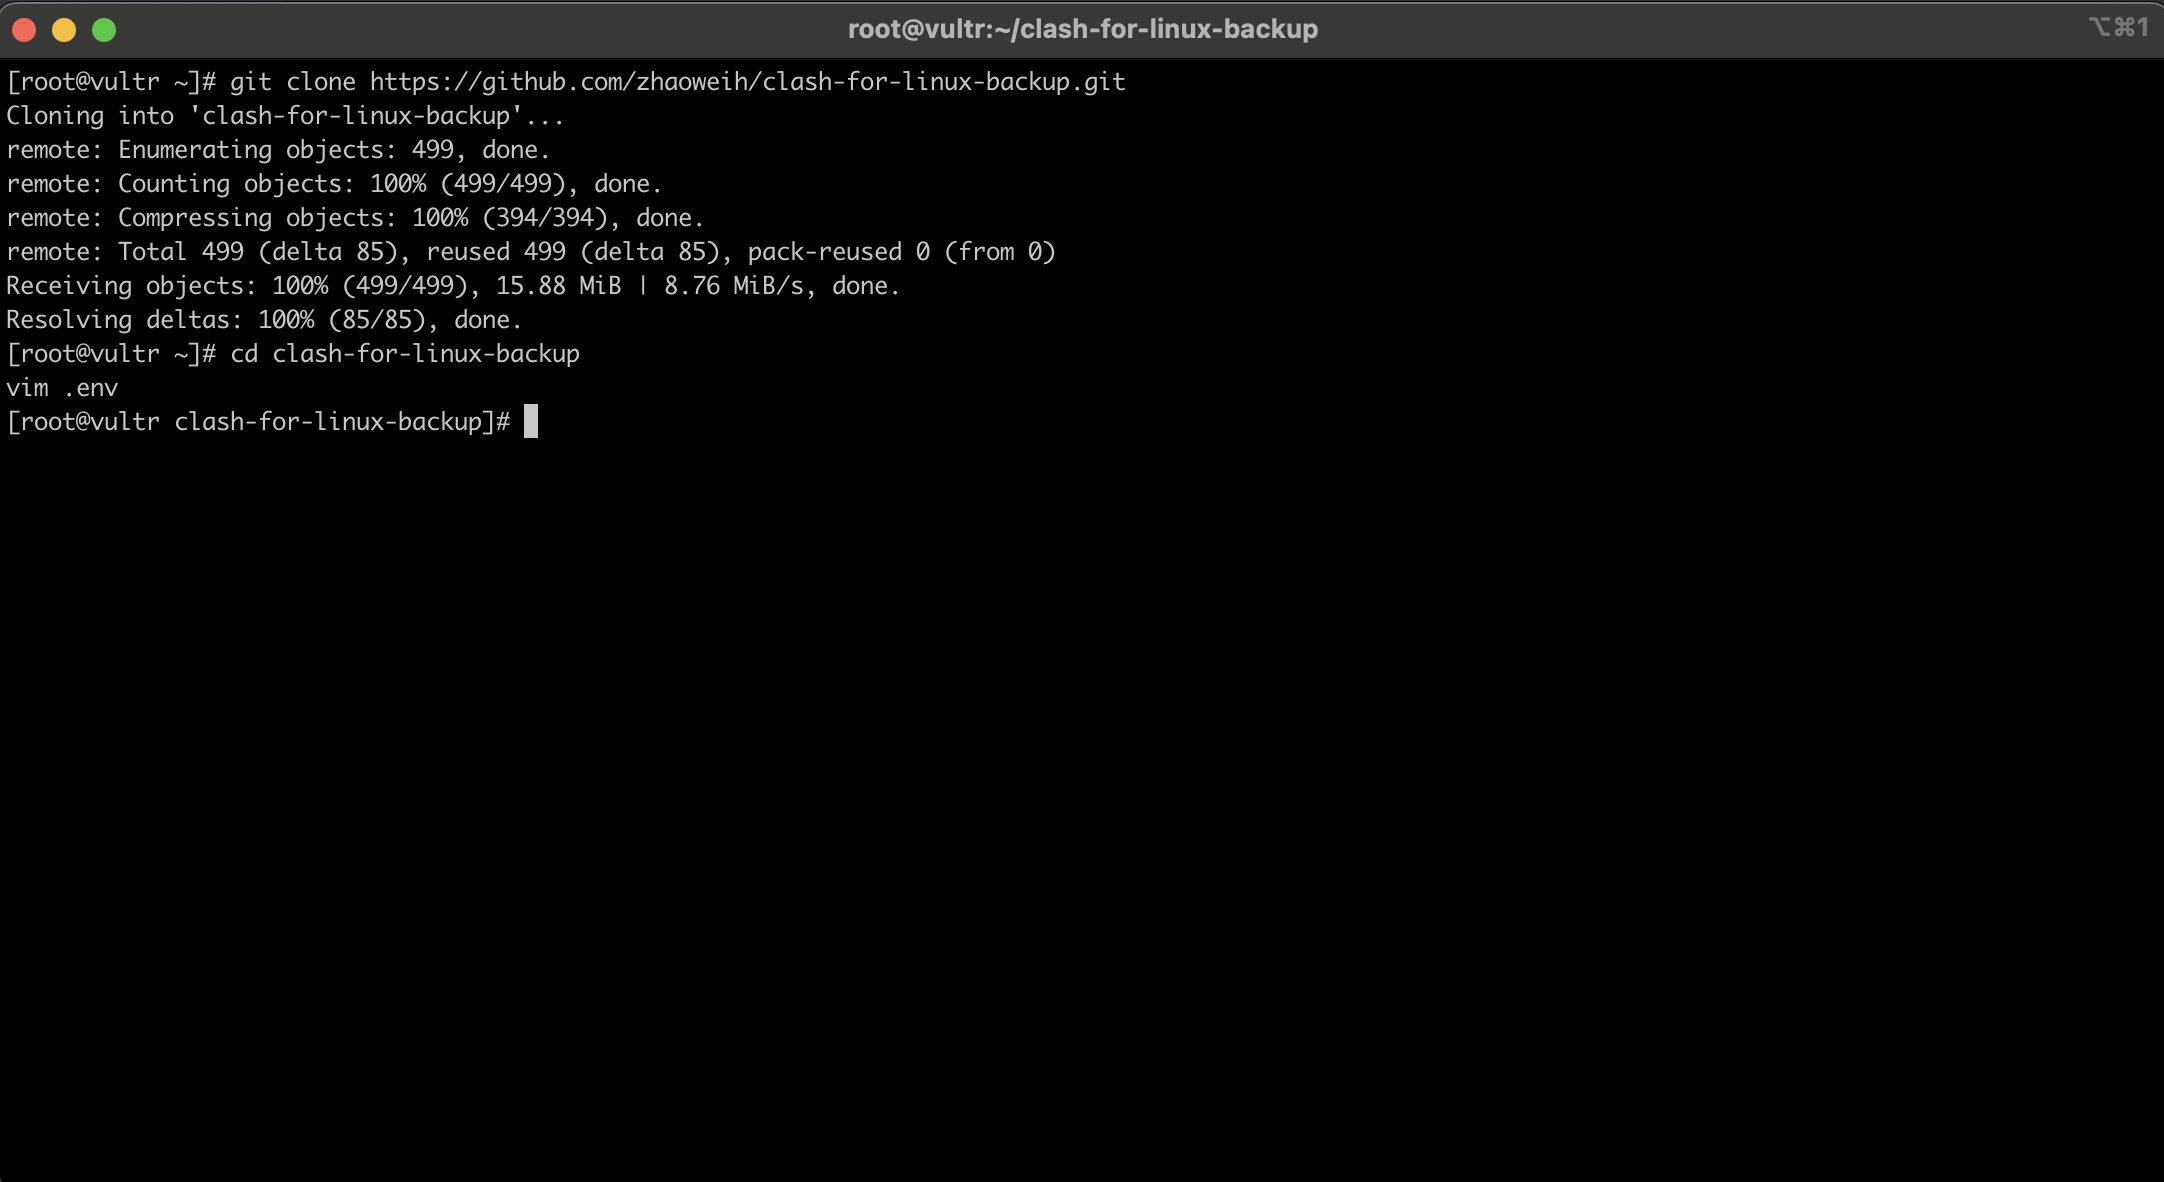 root@vultr:~/clash-for-linux-backup
⌥⌘1
[root@vultr ~]# git clone https://github.com/zhaoweih/clash-for-linux-backup.git
Cloning into 'clash-for-linux-backup'...
remote: Enumerating objects: 499, done.
remote: Counting objects: 100% (499/499), done.
remote: Compressing objects: 100% (394/394), done.
remote: Total 499 (delta 85), reused 499 (delta 85), pack-reused 0 (from 0)
Receiving objects: 100% (499/499), 15.88 MiB | 8.76 MiB/s, done.
Resolving deltas: 100% (85/85), done.
[root@vultr ~]# cd clash-for-linux-backup
vim .env
[root@vultr clash-for-linux-backup]#